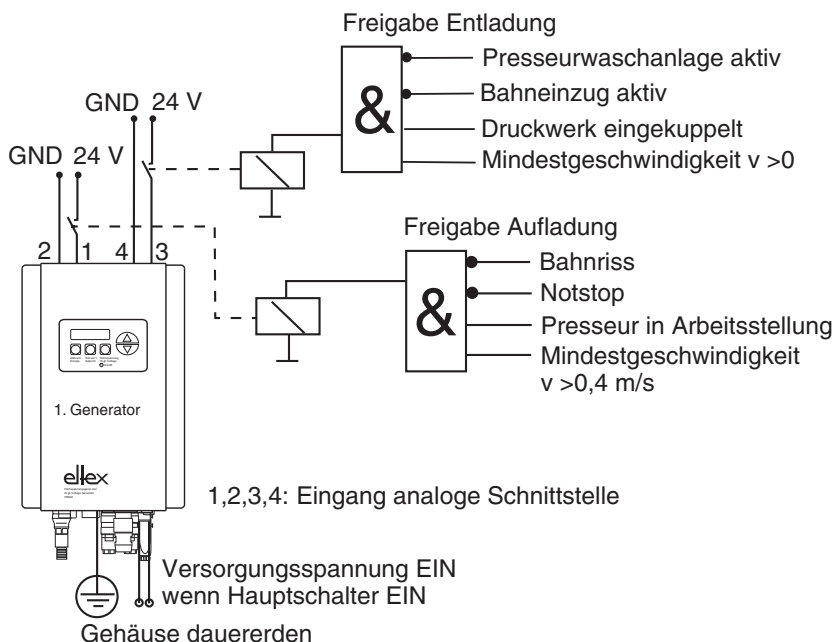 Freigabe Entladung
Presseurwaschanlage aktiv
Bahneinzug aktiv
Druckwerk eingekuppelt
Mindestgeschwindigkeit v >0
&
GND 24 V
GND 24 V
2 1 4 3
Freigabe Aufladung
Bahnriss
Notstop
Presseur in Arbeitsstellung
Mindestgeschwindigkeit
v >0,4 m/s
&
1. Generator
eltex
1,2,3,4: Eingang analoge Schnittstelle
Versorgungsspannung EIN
wenn Hauptschalter EIN
Gehäuse dauererden